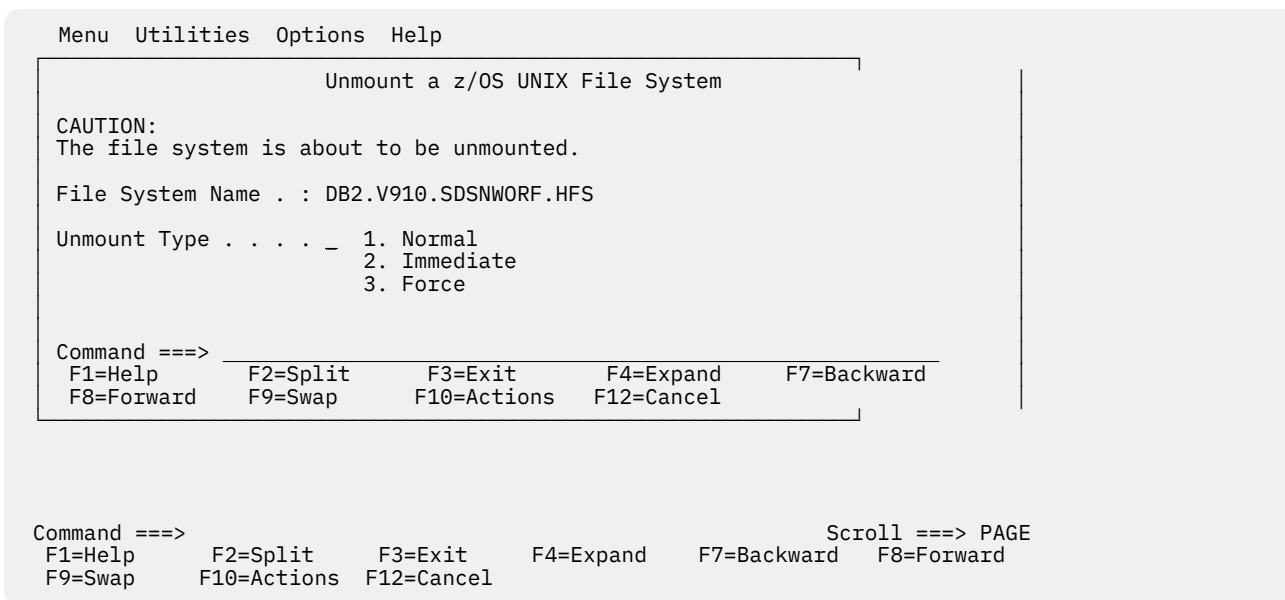 Menu Utilities Options Help
Unmount a z/OS UNIX File System
CAUTION:
The file system is about to be unmounted.
File System Name . : DB2.V910.SDSNWORF.HFS
Unmount Type . . . . _ 1. Normal
2. Immediate
3. Force
Command ===> 
F1=Help F2=Split F3=Exit F4=Expand F7=Backward
F8=Forward F9=Swap F10=Actions F12=Cancel
Command ===> Scroll ===> PAGE
F1=Help F2=Split F3=Exit F4=Expand F7=Backward F8=Forward
F9=Swap F10=Actions F12=Cancel